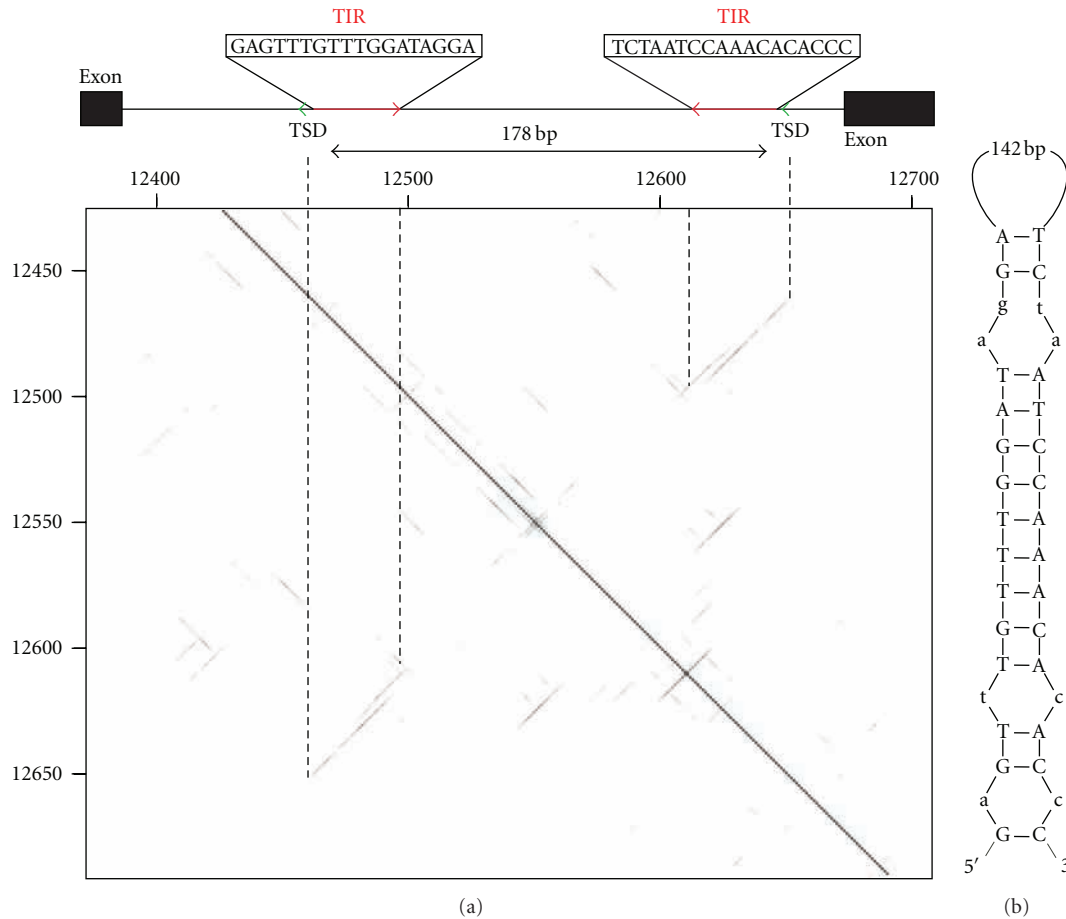 TIR
TIR
GAGTTTGTTTGGATAGGA
TCTAATCCAAACACACCC
Exon
TSD
TSD
Exon
178 bp
12400 12500 12600 12700
12450
12500
12550
12600
12650
(a)
142 bp
A T
G C
g t
a a
T A
A T
G C
G C
T A
T A
T A
G C
T A
t c
T A
G C
a c
G C
5′ 3
(b)